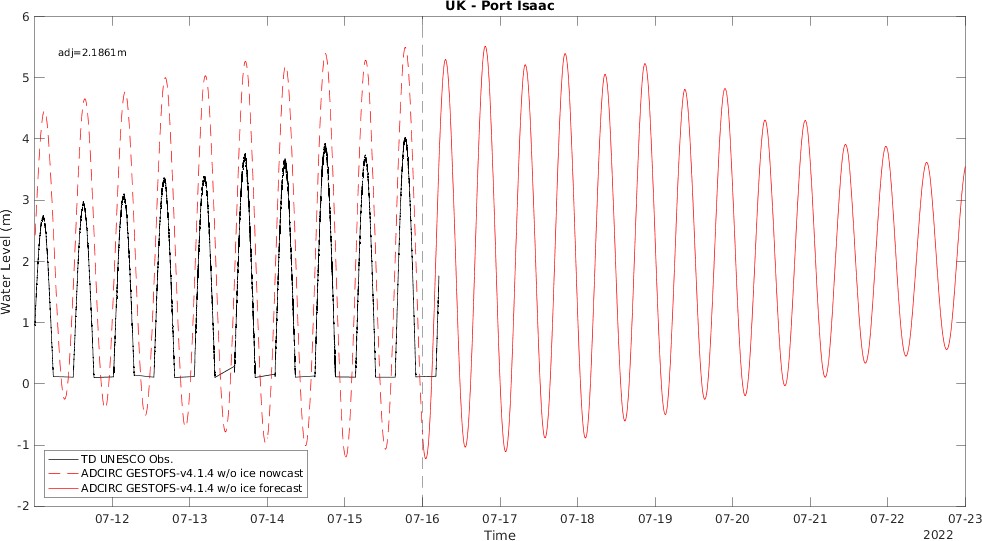 UK - Port Isaac
adj=2.1861m
6
5
4
3
2
1
0
-1
-2
Water Level (m)
TD UNESCO Obs.
ADCIRC GESTOFS-v4.1.4 w/o ice nowcast
ADCIRC GESTOFS-v4.1.4 w/o ice forecast
07-12 07-13 07-14 07-15 07-16 07-17 07-18 07-19 07-20 07-21 07-22 07-23
Time
2022